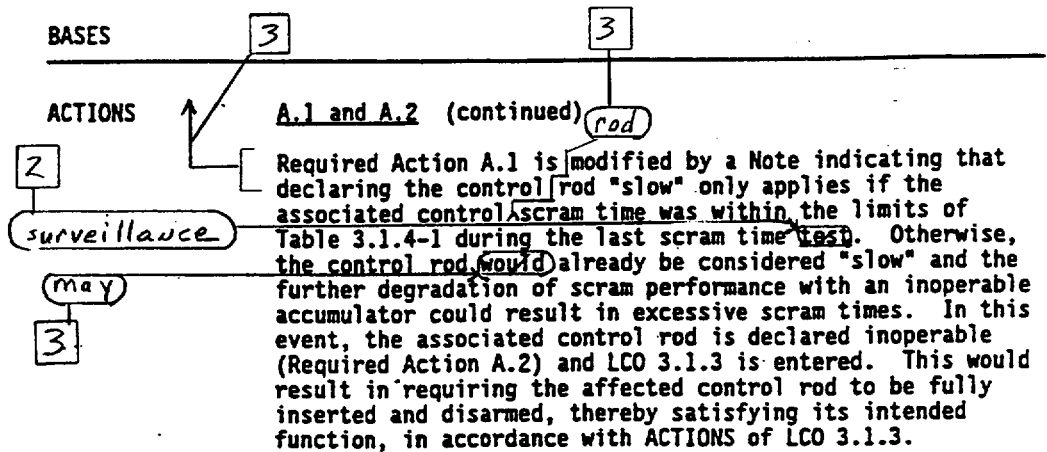 3
3
BASES
ACTIONS
A.1 and A.2 (continued)
rod
2
Required Action A.1 is modified by a Note indicating that
declaring the control rod "slow" only applies if the
associated control scram time was within the limits of
surveillance
Table 3.1.4-1 during the last scram time test. Otherwise,
the control rod would already be considered "slow" and the
may
further degradation of scram performance with an inoperable
accumulator could result in excessive scram times. In this
3
event, the associated control rod is declared inoperable
(Required Action A.2) and LCO 3.1.3 is entered. This would
result in requiring the affected control rod to be fully
inserted and disarmed, thereby satisfying its intended
function, in accordance with ACTIONS of LCO 3.1.3.